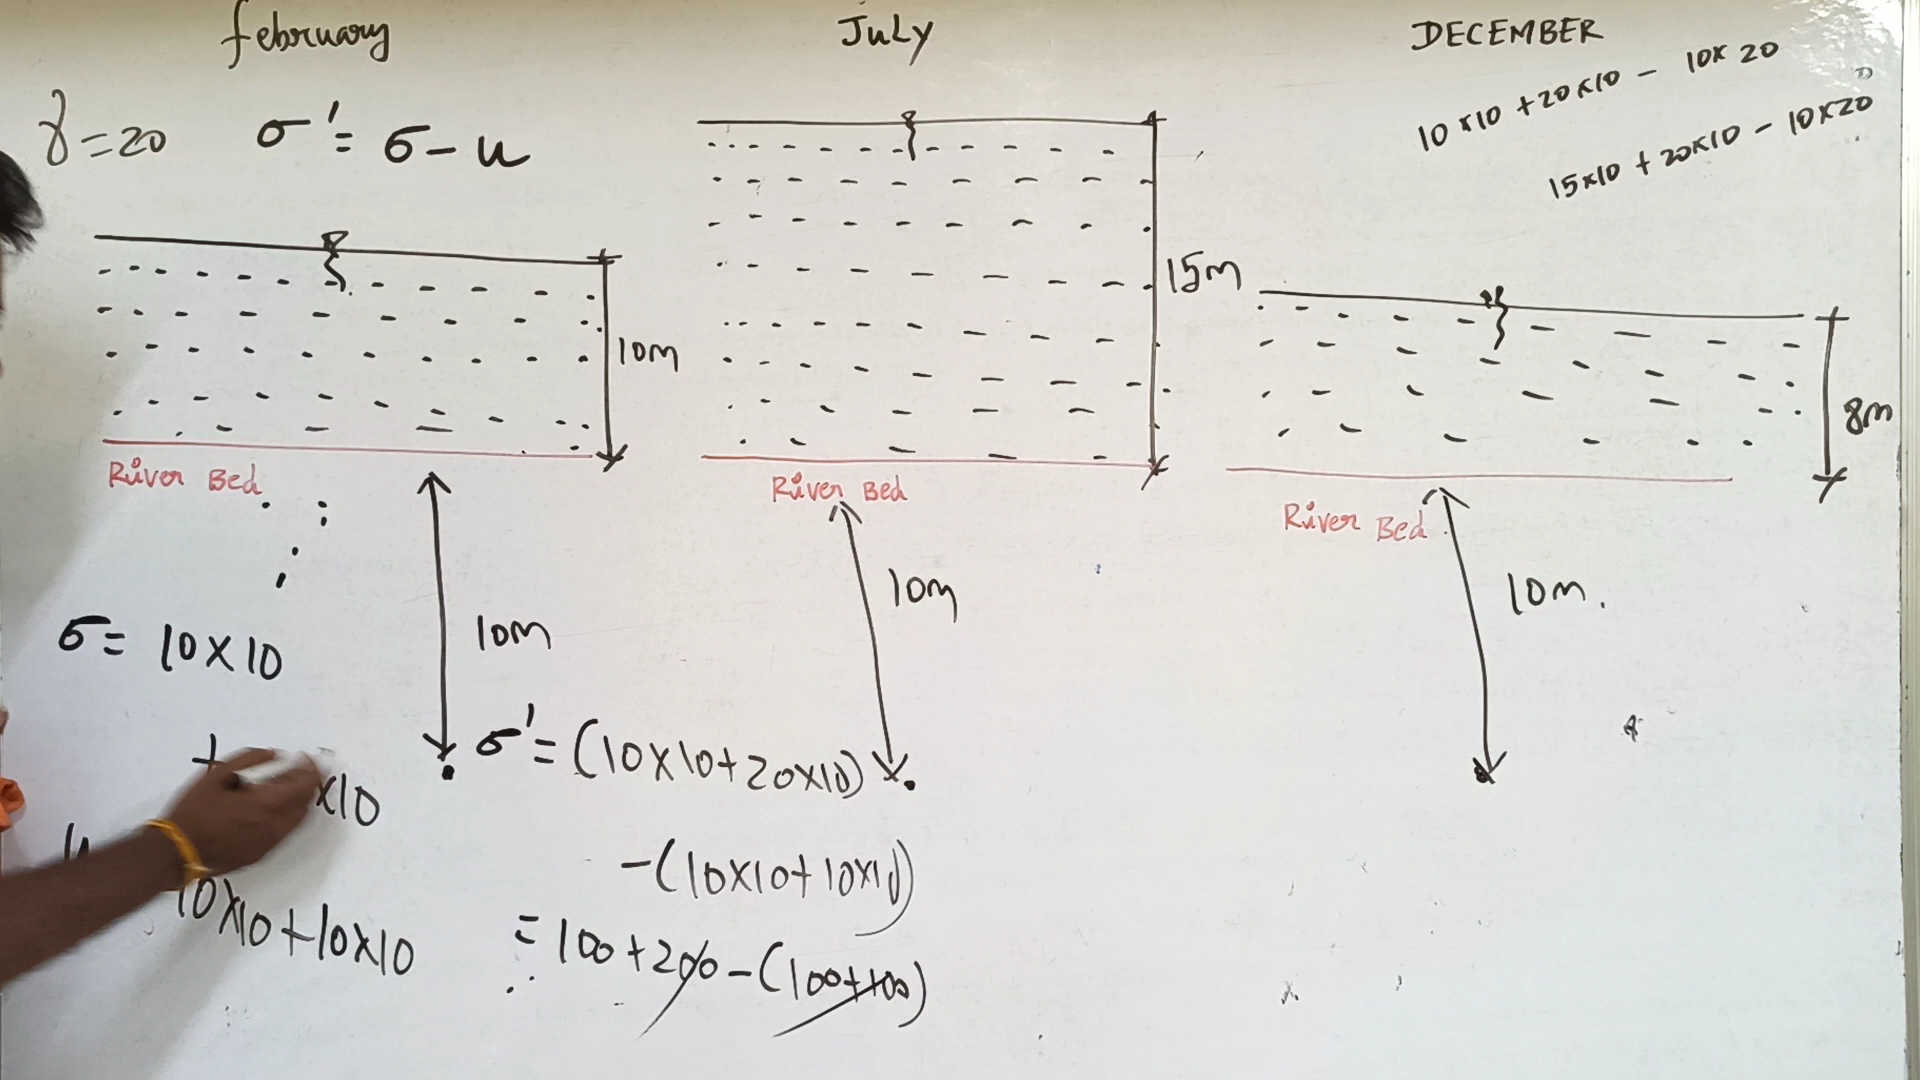 february
JULY
DECEMBER
γ = 20
σ' = σ - u
10×10 + 20×10 - 10×20
15×10 + 20×10 - 10×20
10m
15m
8m
River Bed
River Bed
River Bed
10m
10m
10m.
σ = 10×10
+
×10
10×10+10×10
σ' = (10×10+20×10)
-(10×10+10×10)
= 100+200-(100+100)